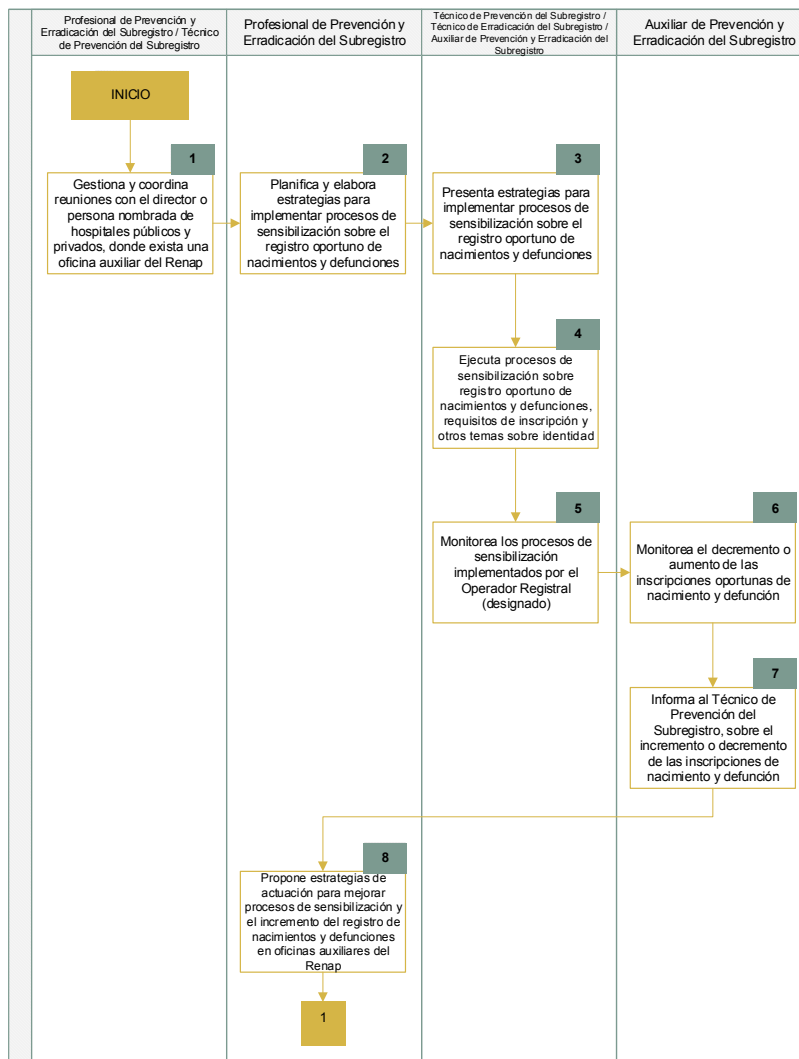 Profesional de Prevención y
Erradicación del Subregistro / Técnico
de Prevención del Subregistro
Profesional de Prevención y
Erradicación del Subregistro
Técnico de Prevención del Subregistro /
Técnico de Erradicación del Subregistro /
Auxiliar de Prevención y Erradicación del
Subregistro
Auxiliar de Prevención y
Erradicación del Subregistro
INICIO
1
Gestiona y coordina
reuniones con el director o
persona nombrada de
hospitales públicos y
privados, donde exista una
oficina auxiliar del Renap
2
Planifica y elabora
estrategias para
implementar procesos de
sensibilización sobre el
registro oportuno de
nacimientos y defunciones
3
Presenta estrategias para
implementar procesos de
sensibilización sobre el
registro oportuno de
nacimientos y defunciones
4
Ejecuta procesos de
sensibilización sobre
registro oportuno de
nacimientos y defunciones,
requisitos de inscripción y
otros temas sobre identidad
5
Monitorea los procesos de
sensibilización
implementados por el
Operador Registral
(designado)
6
Monitorea el decremento o
aumento de las
inscripciones oportunas de
nacimiento y defunción
7
Informa al Técnico de
Prevención del
Subregistro, sobre el
incremento o decremento
de las inscripciones de
nacimiento y defunción
8
Propone estrategias de
actuación para mejorar
procesos de sensibilización y
el incremento del registro de
nacimientos y defunciones
en oficinas auxiliares del
Renap
1